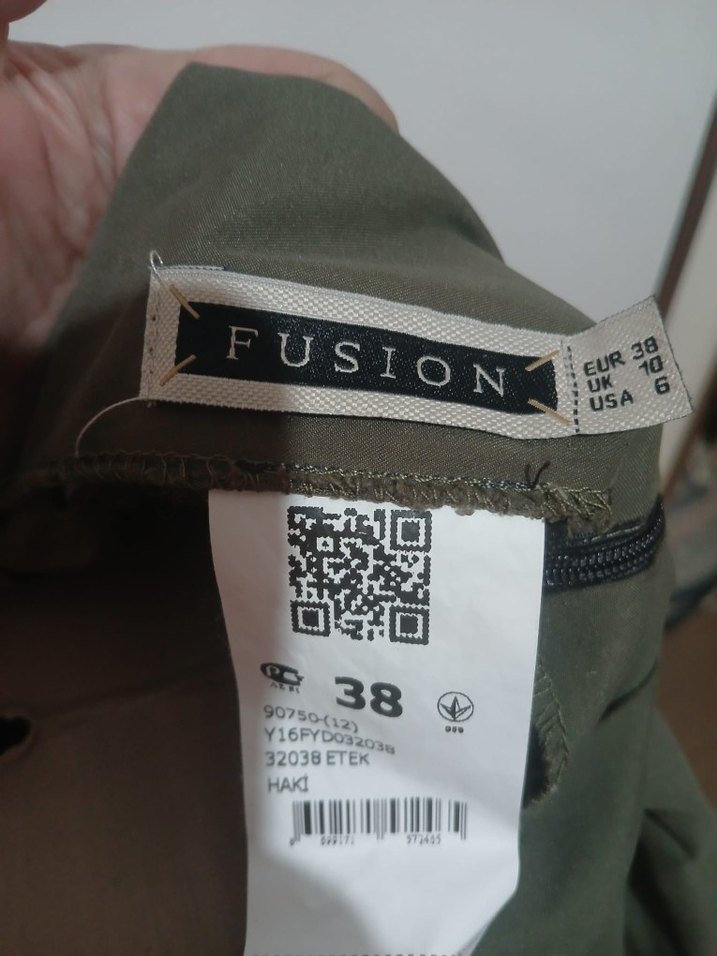 FUSION
EUR 38
UK 10
USA 6
38
90750-(12)
Y16FYD032038
32038 ETEK
HAKİ